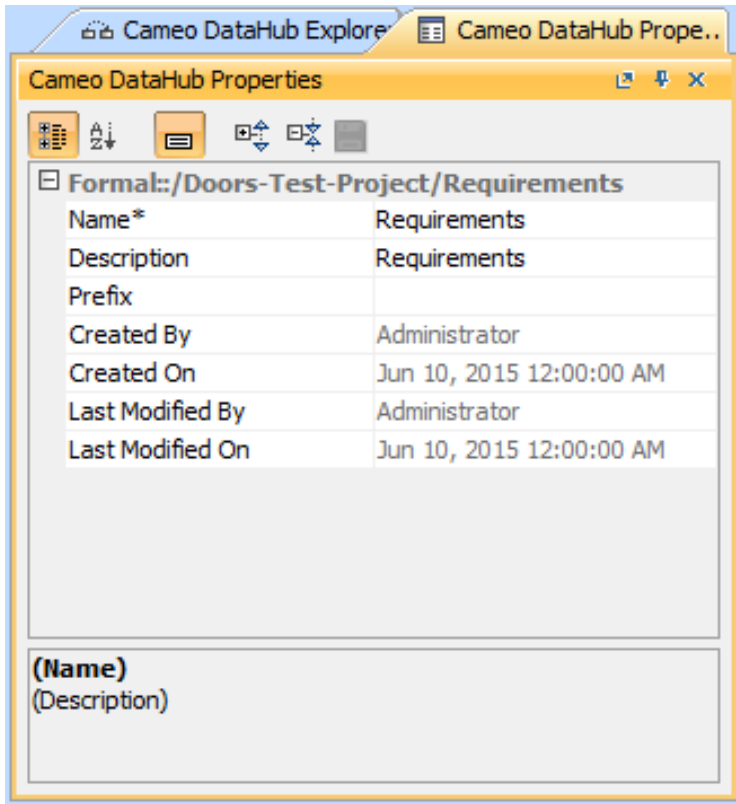 Cameo DataHub Explore Cameo DataHub Prope..
Cameo DataHub Properties
Formal::/Doors-Test-Project/Requirements
Name* Requirements
Description Requirements
Prefix
Created By Administrator
Created On Jun 10, 2015 12:00:00 AM
Last Modified By Administrator
Last Modified On Jun 10, 2015 12:00:00 AM
(Name)
(Description)